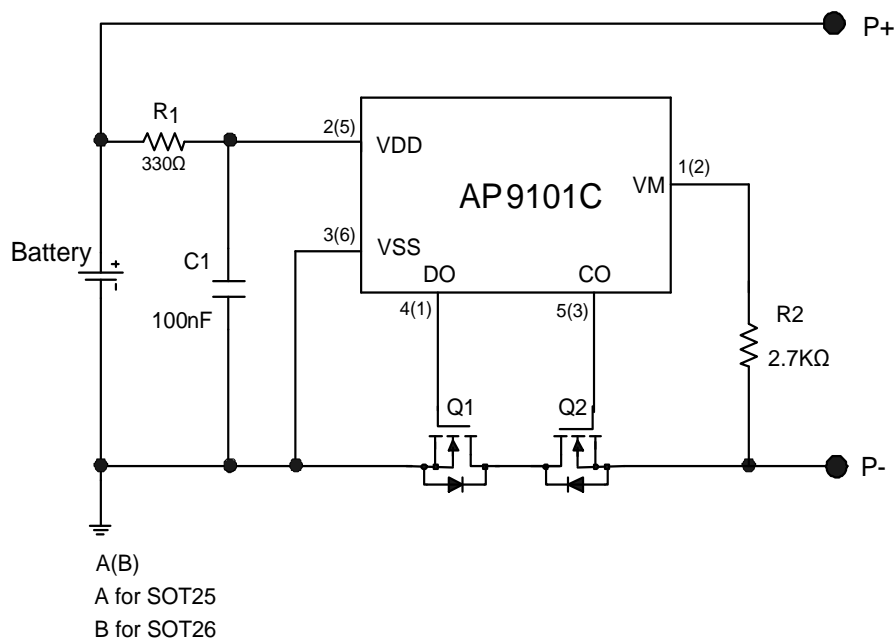 P+
R1
330Ω
2(5)
VDD
1(2)
VM
AP9101C
3(6)
VSS
Battery
+
-
C1
100nF
DO
CO
4(1)
5(3)
R2
2.7KΩ
Q1
Q2
P-
A(B)
A for SOT25
B for SOT26